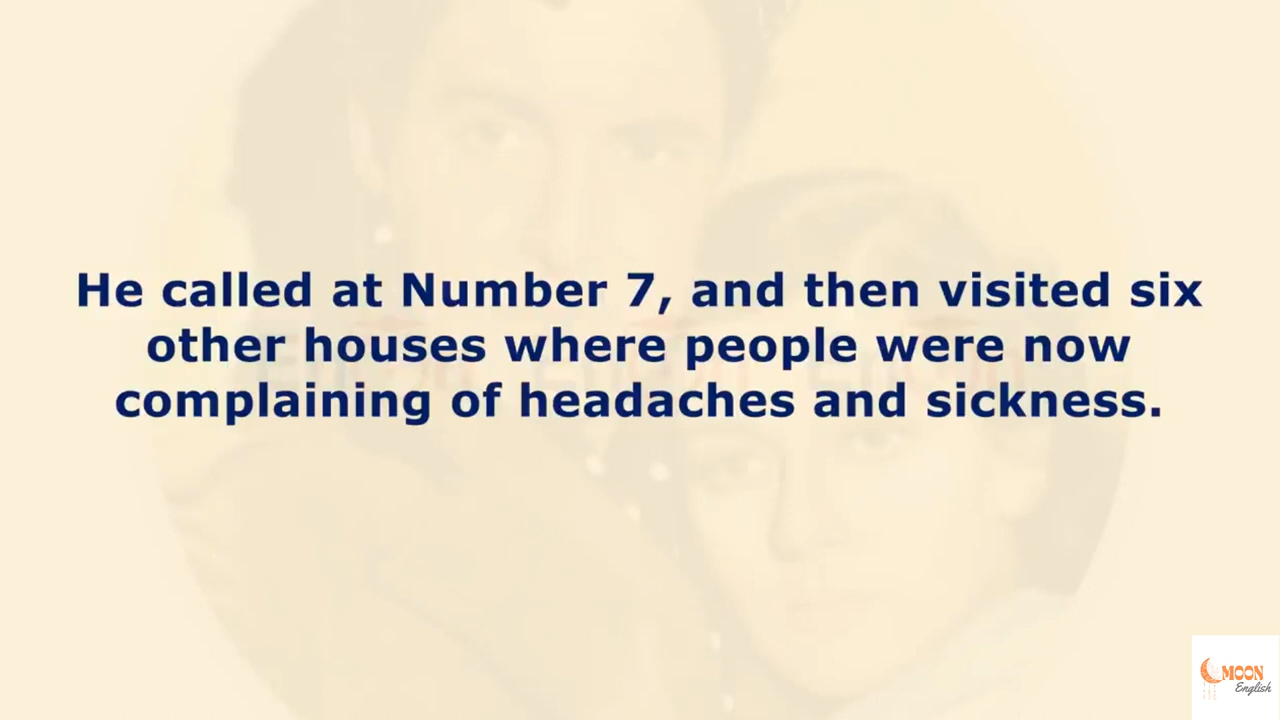 He called at Number 7, and then visited six
other houses where people were now
complaining of headaches and sickness.
MOON
English